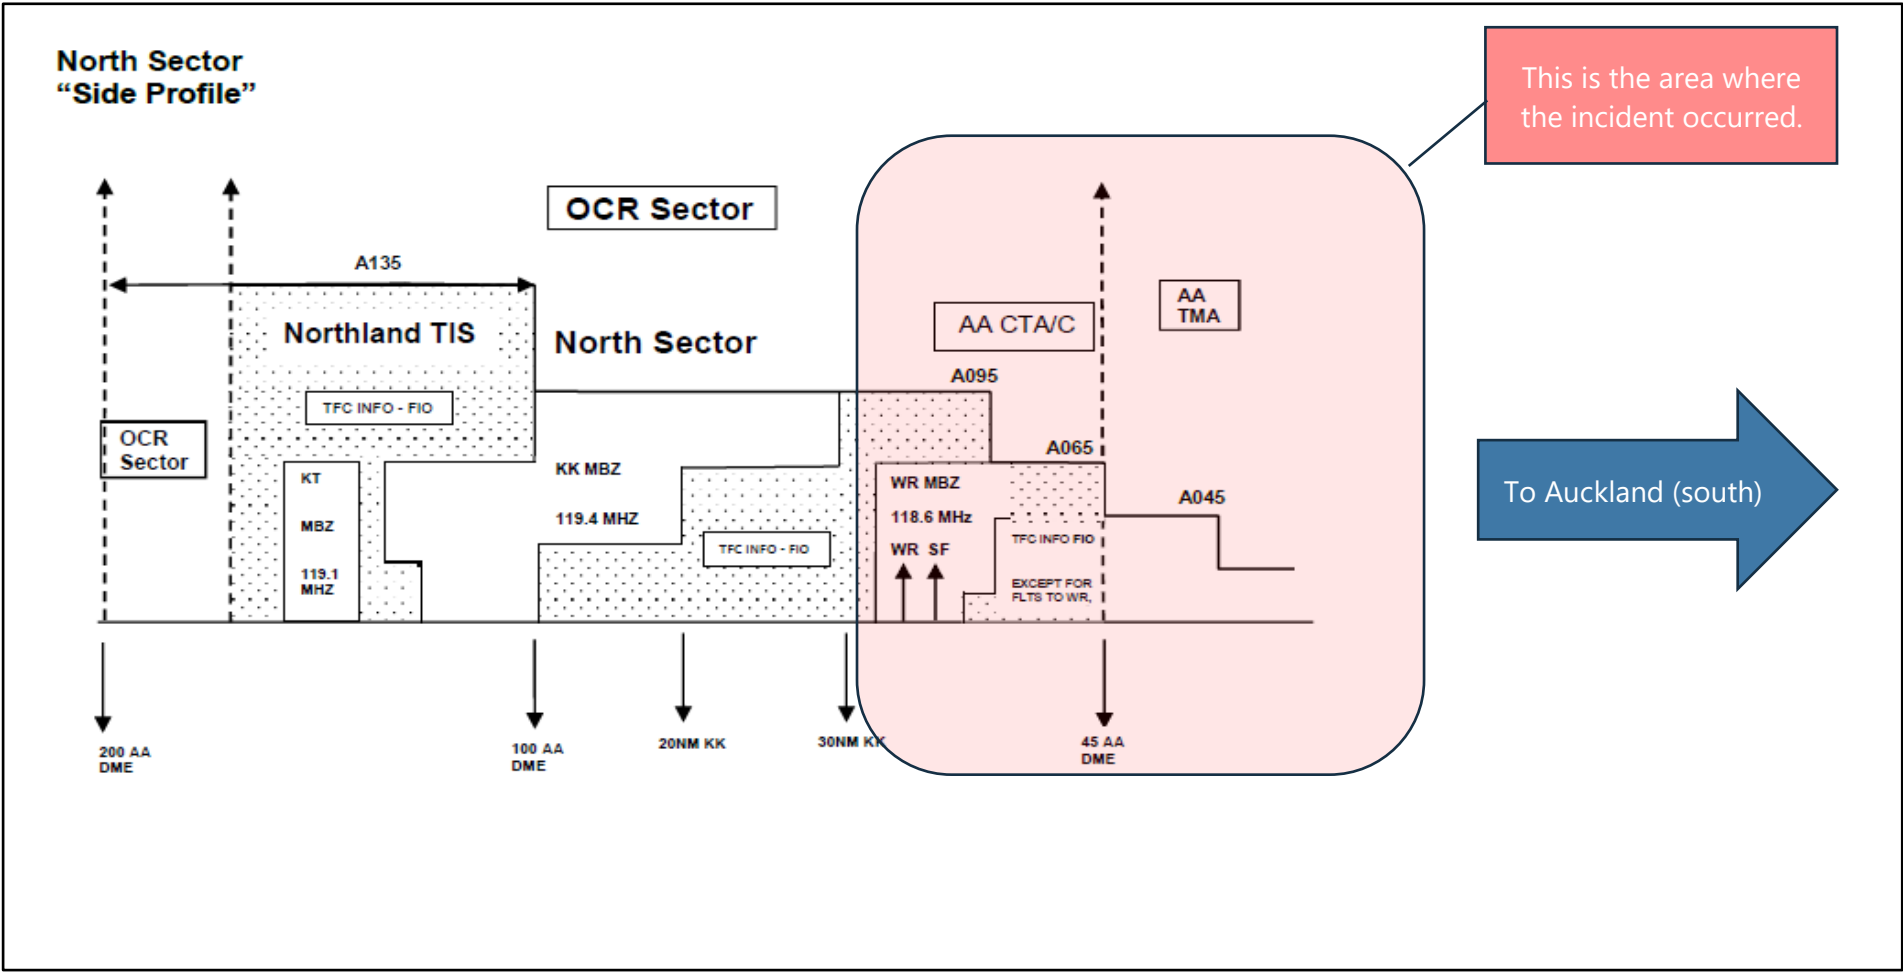 North Sector
“Side Profile”
This is the area where
the incident occurred.
OCR Sector
A135
AA
TMA
AA CTA/C
Northland TIS
North Sector
A095
TFC INFO - FIO
OCR
Sector
A065
KT
MBZ
119.1
MHZ
KK MBZ
119.4 MHZ
WR MBZ
118.6 MHz
WR SF
A045
To Auckland (south)
TFC INFO - FIO
TFC INFO FIO
EXCEPT FOR
FLTS TO WR,
200 AA
DME
100 AA
DME
20NM KK
30NM KK
45 AA
DME